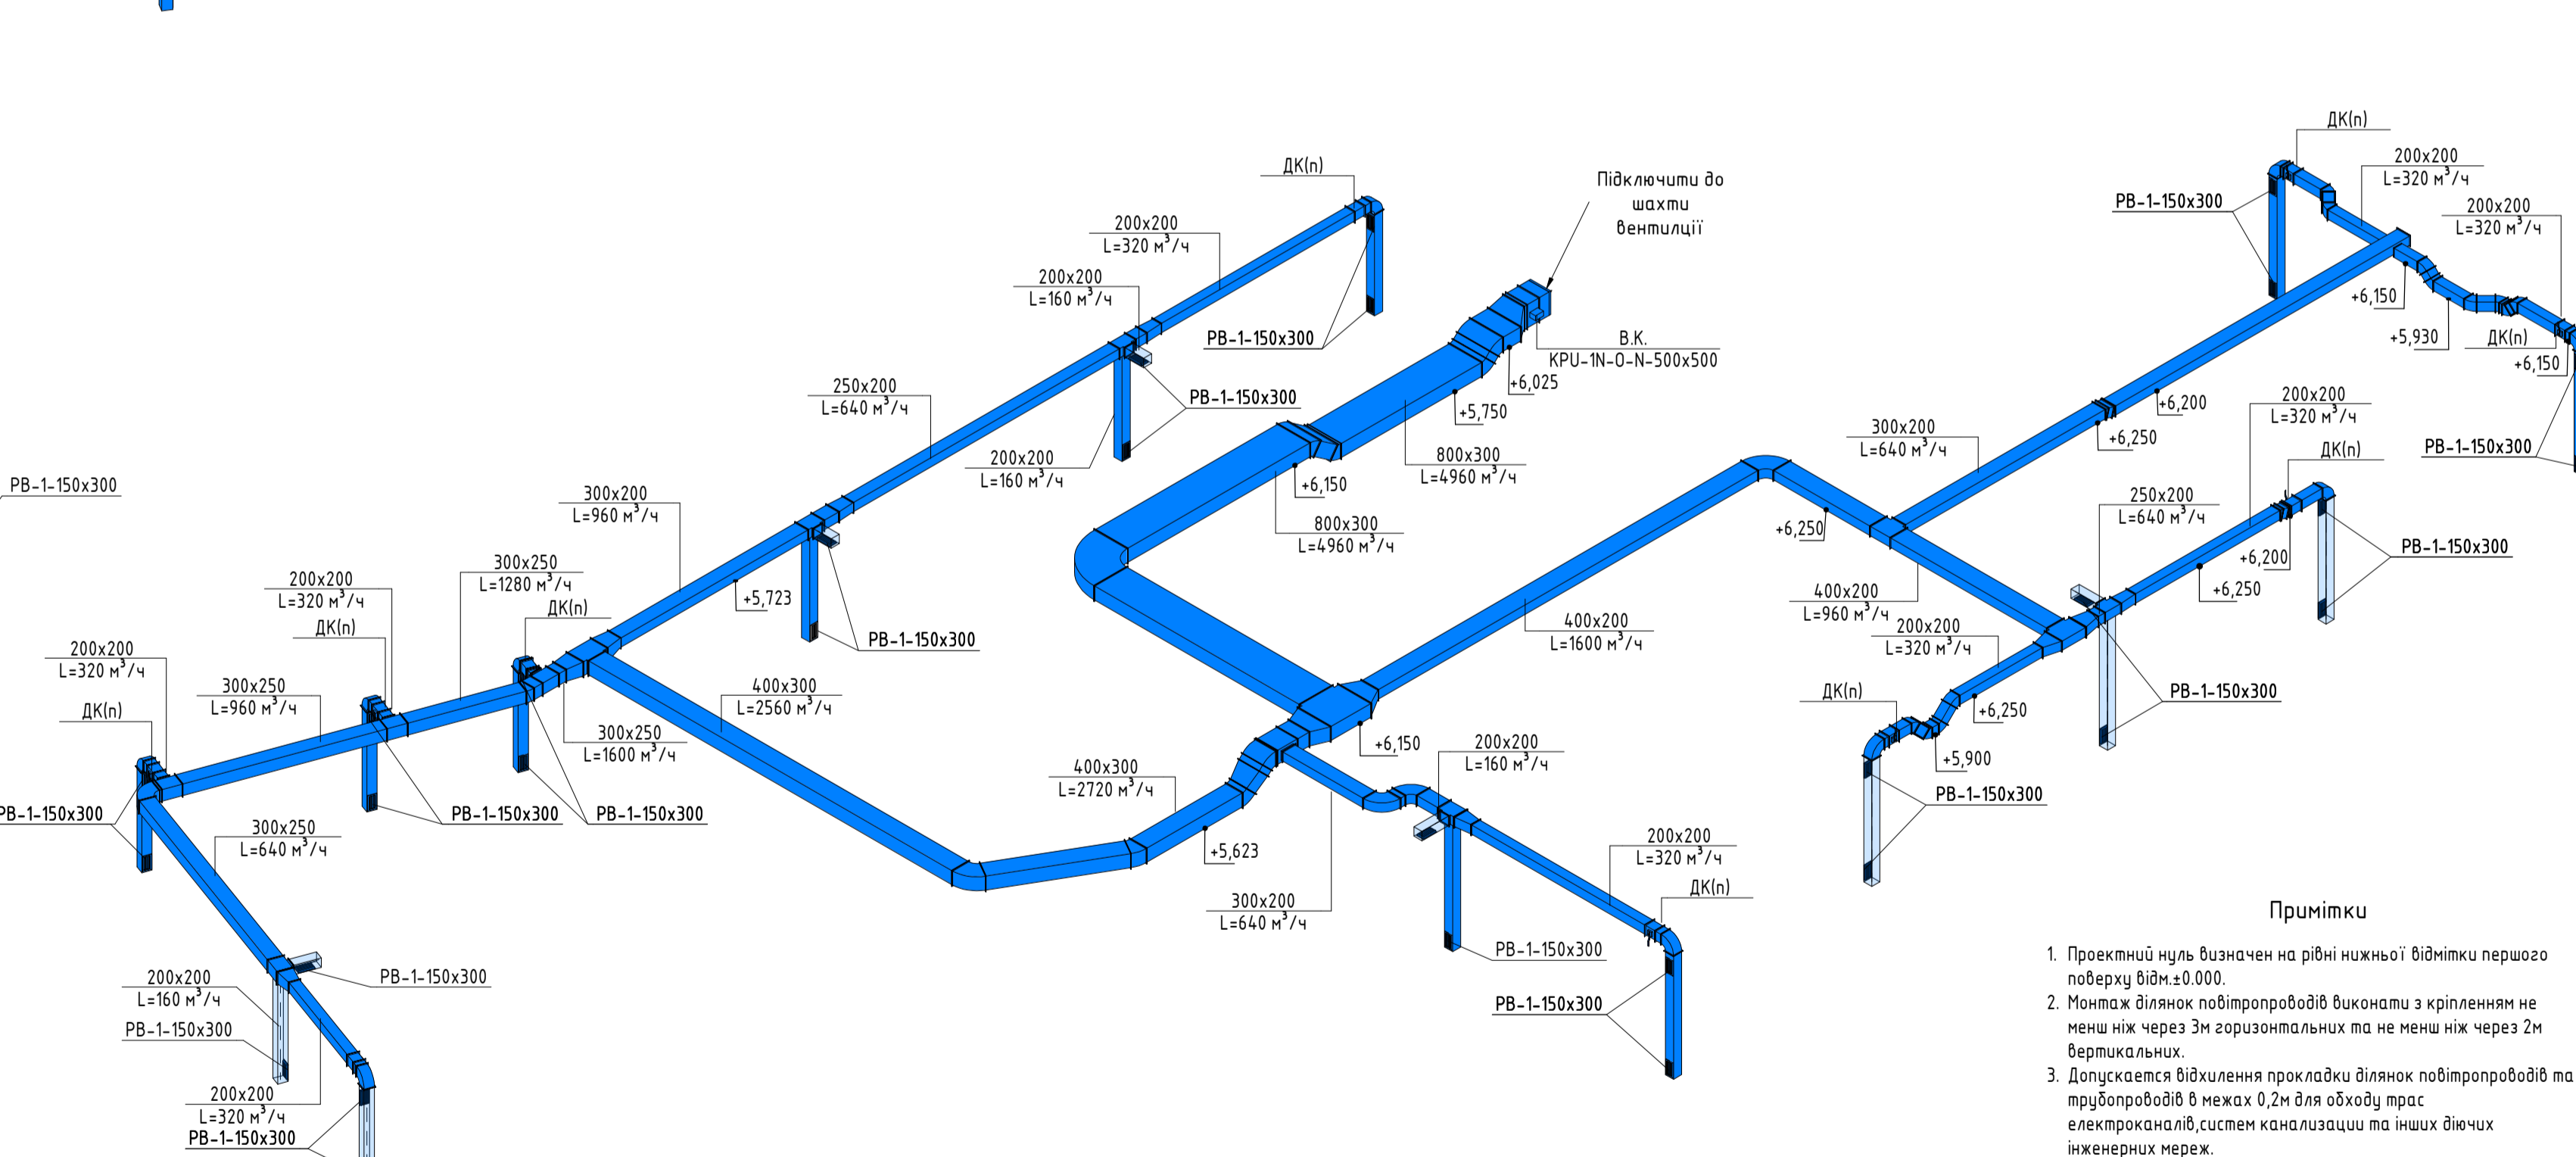 ДК(п)
200x200
L=320 м³/ч
200x200
L=320 м³/ч
РВ-1-150x300
+6,150
+5,930
ДК(п)
+6,150
РВ-1-150x300
ДК(п)
200x200
L=320 м³/ч
200x200
L=160 м³/ч
РВ-1-150x300
Підключити до
шахти
вентилції
В.К.
KPU-1N-O-N-500x500
+6,025
+5,750
250x200
L=640 м³/ч
РВ-1-150x300
200x200
L=160 м³/ч
800x300
L=4960 м³/ч
+6,150
800x300
L=4960 м³/ч
300x200
L=640 м³/ч
+6,200
+6,250
200x200
L=320 м³/ч
ДК(п)
250x200
L=640 м³/ч
+6,250
+6,200
+6,250
РВ-1-150x300
РВ-1-150x300
300x200
L=960 м³/ч
300x250
L=1280 м³/ч
200x200
L=320 м³/ч
ДК(п)
ДК(п)
+5,723
РВ-1-150x300
200x200
L=320 м³/ч
ДК(п)
300x250
L=960 м³/ч
400x300
L=2560 м³/ч
300x250
L=1600 м³/ч
400x200
L=1600 м³/ч
400x200
L=960 м³/ч
200x200
L=320 м³/ч
ДК(п)
РВ-1-150x300
+6,250
+5,900
РВ-1-150x300
+6,150
200x200
L=160 м³/ч
400x300
L=2720 м³/ч
РВ-1-150x300
РВ-1-150x300
РВ-1-150x300
300x250
L=640 м³/ч
+5,623
200x200
L=320 м³/ч
ДК(п)
300x200
L=640 м³/ч
РВ-1-150x300
РВ-1-150x300
РВ-1-150x300
200x200
L=160 м³/ч
РВ-1-150x300
200x200
L=320 м³/ч
РВ-1-150x300
Примітки
1. Проектний нуль визначен на рівні нижньої відмітки першого
поверху відм.±0.000.
2. Монтаж ділянок повітропроводів виконати з кріпленням не
менш ніж через 3м горизонтальних та не менш ніж через 2м
вертикальних.
3. Допускается відхилення прокладки ділянок повітропроводів та
трубопроводів в межах 0,2м для обходу трас
електроканалів,систем канализации та інших діючих
інженерних мереж.